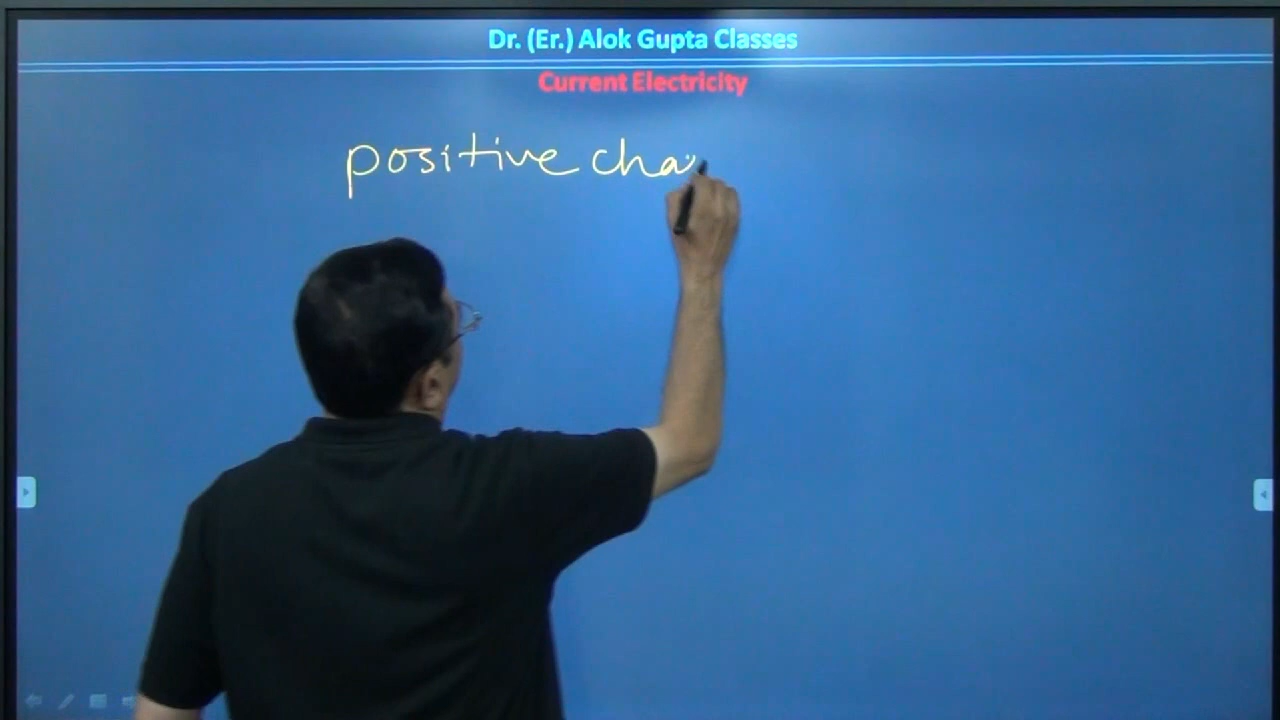 Dr. (Er.) Alok Gupta Classes
Current Electricity
positive cha